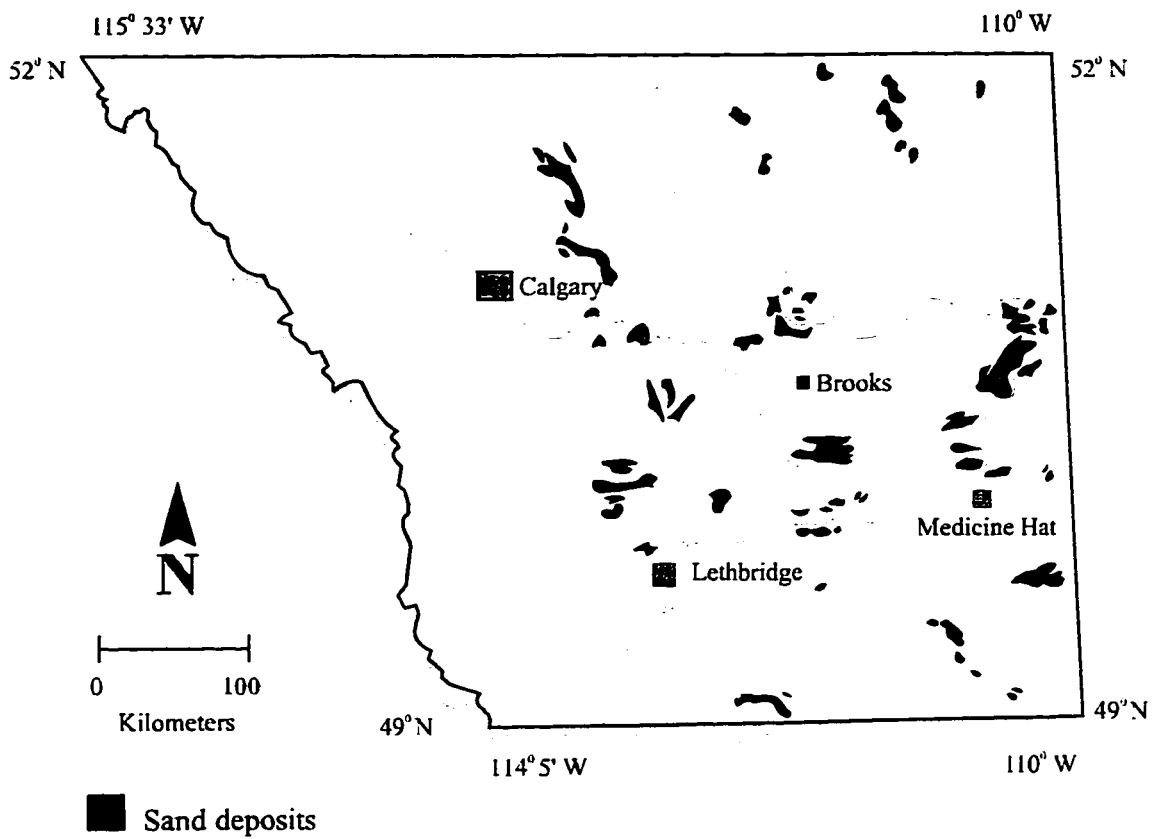 115° 33' W
110° W
52° N
52° N
Calgary
Brooks
Medicine Hat
Lethbridge
N
0 100
Kilometers
49° N
49° N
114° 5' W
110° W
Sand deposits